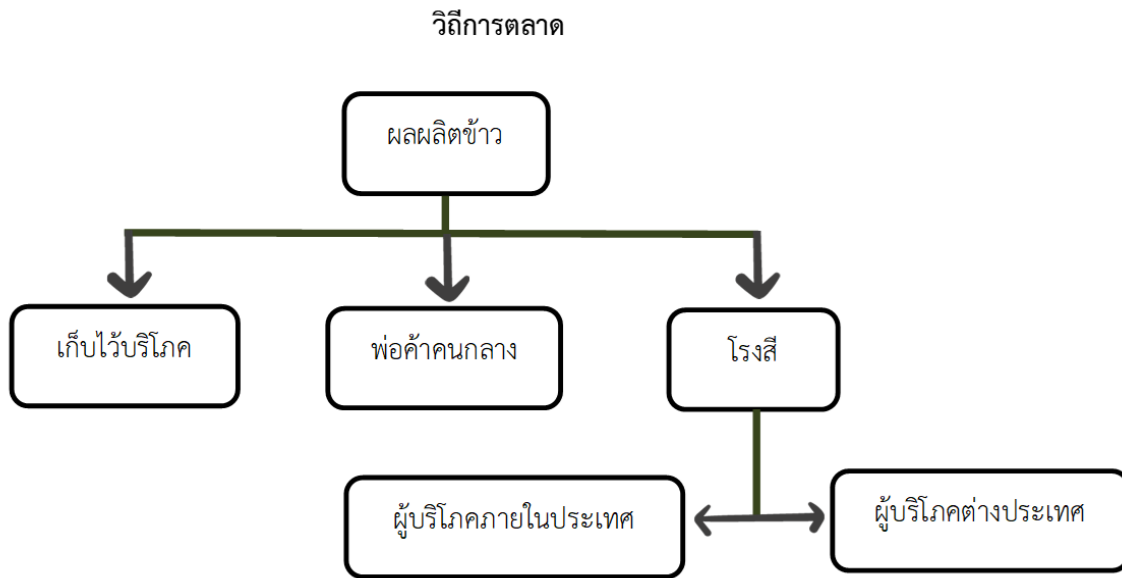 วิถีการตลาด
ผลผลิตข้าว
เก็บไว้บริโภค
พ่อค้าคนกลาง
โรงสี
ผู้บริโภคภายในประเทศ
ผู้บริโภคต่างประเทศ